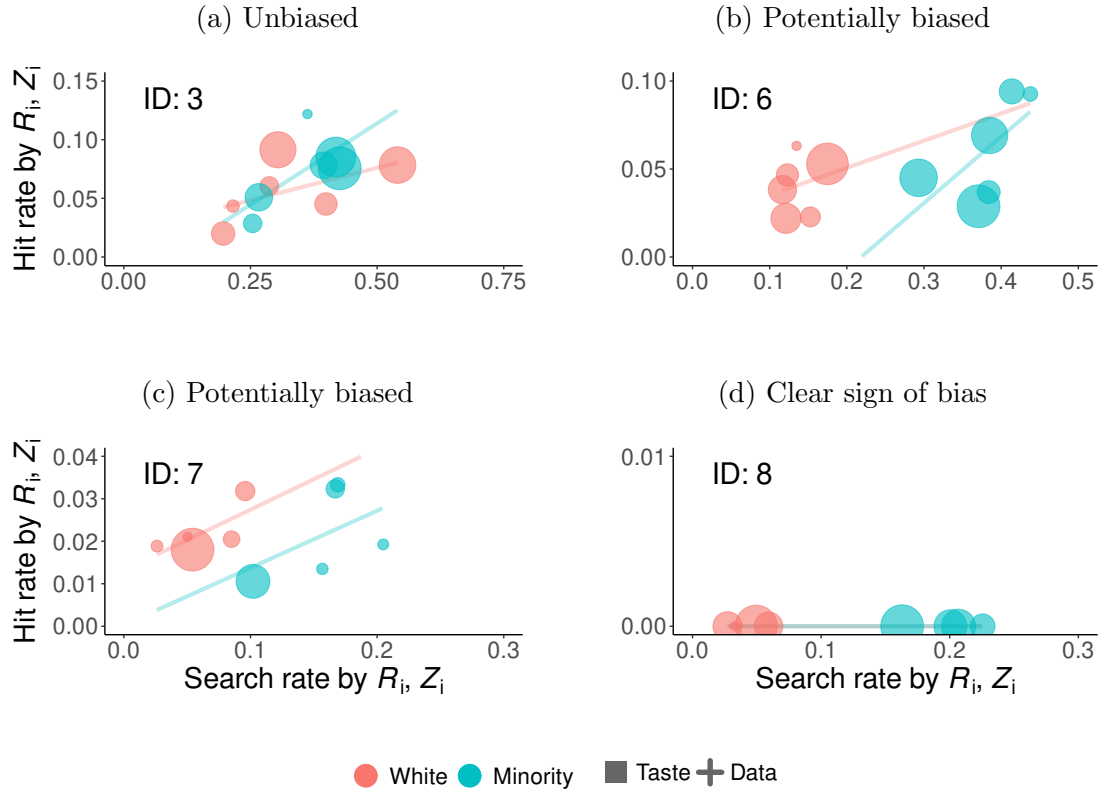 (a) Unbiased
(b) Potentially biased
Hit rate by Ri, Zi
ID: 3
0.15
0.10
0.05
0.00
0.00 0.25 0.50 0.75
ID: 6
0.10
0.05
0.00
0.0 0.1 0.2 0.3 0.4 0.5
(c) Potentially biased
(d) Clear sign of bias
Hit rate by Ri, Zi
ID: 7
0.04
0.03
0.02
0.01
0.00
0.0 0.1 0.2 0.3
Search rate by Ri, Zi
ID: 8
0.01
0.00
0.0 0.1 0.2 0.3
Search rate by Ri, Zi
White Minority Taste Data